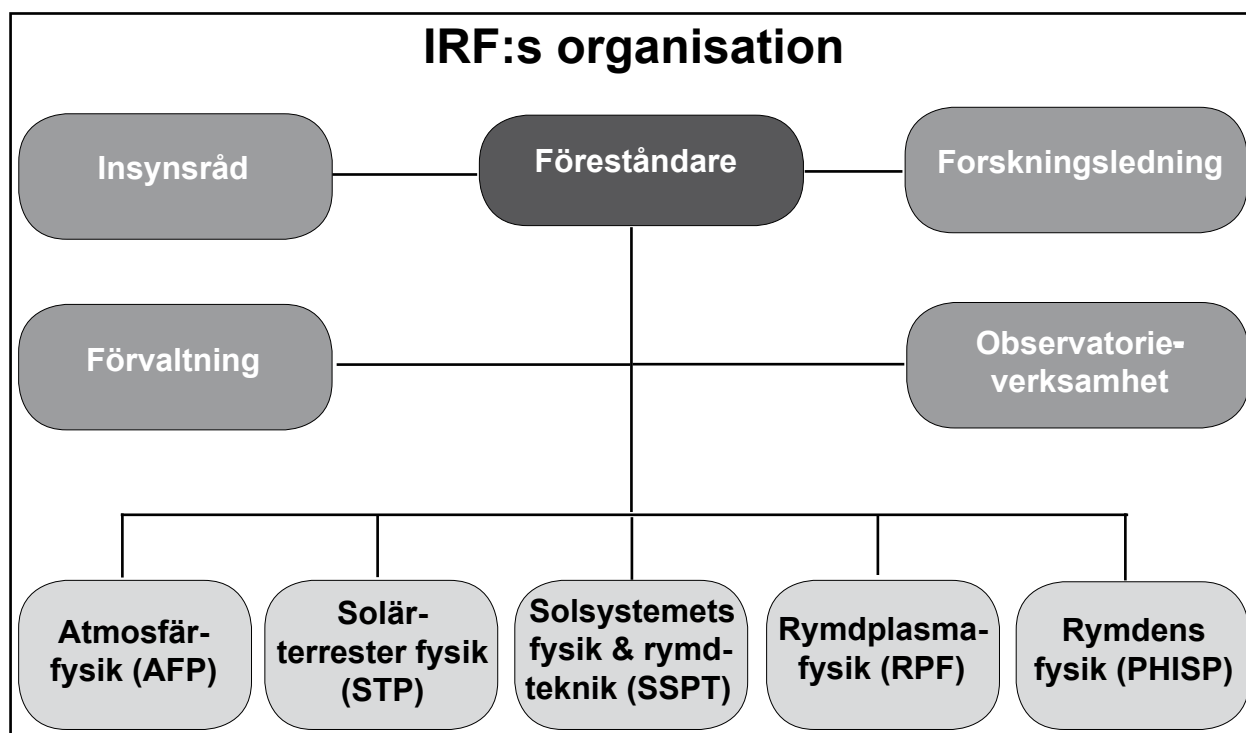 IRF:s organisation
Insynsråd
Föreståndare
Forskningsledning
Förvaltning
Observatorie-
verksamhet
Atmosfär-
fysik (AFP)
Solär-
terrester fysik
(STP)
Solsystemets
fysik & rymd-
teknik (SSPT)
Rymdplasma-
fysik (RPF)
Rymdens
fysik (PHISP)